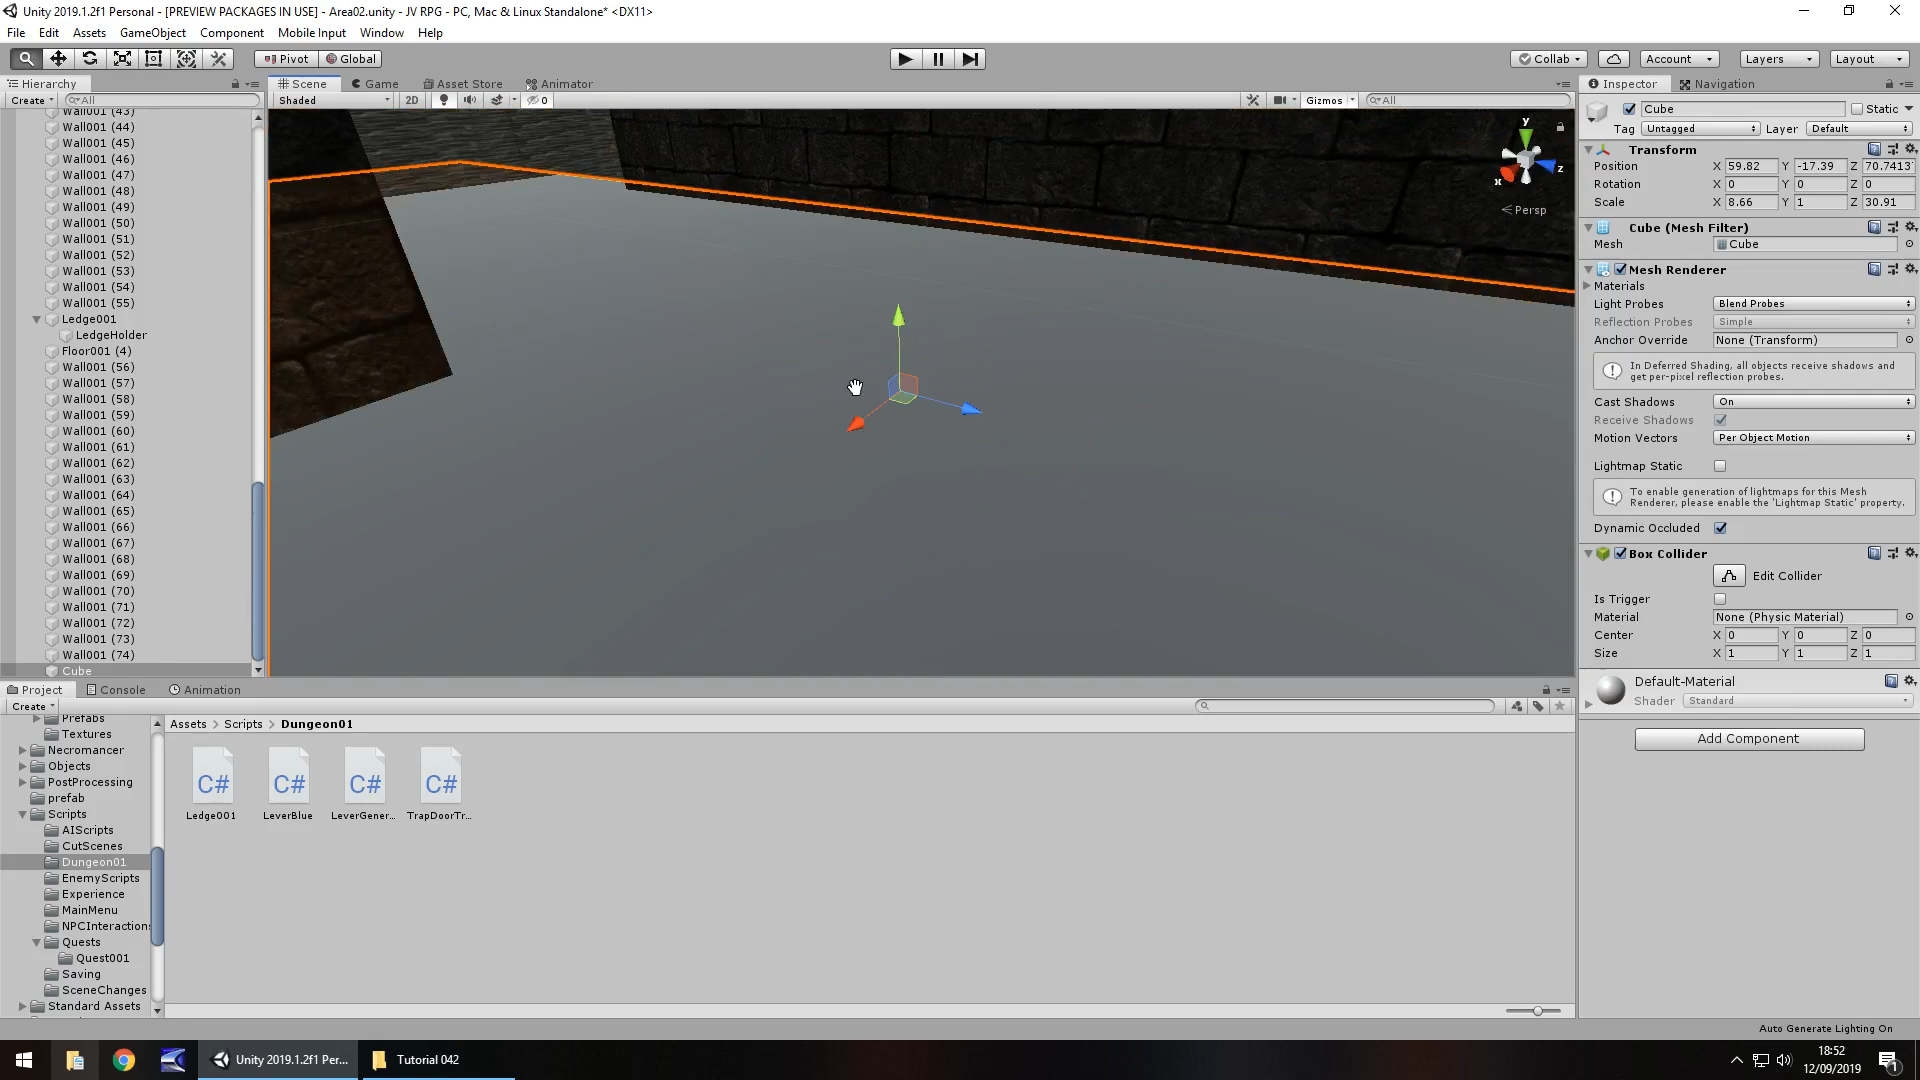 Unity 2019.1.2f1 Personal - [PREVIEW PACKAGES IN USE] - Area02.unity - JV RPG - PC, Mac & Linux Standalone* <DX11>
File Edit Assets GameObject Component Mobile Input Window Help
Pivot Global Collab Account Layers Layout
Hierarchy Scene Game Asset Store Animator Inspector Navigation
Create All Shaded 2D 0 Gizmos All
Cube Static
Tag Untagged Layer Default
Transform
Position X 59.82 Y -17.39 Z 70.7413
Rotation X 0 Y 0 Z 0
Scale X 8.66 Y 1 Z 30.91
Cube (Mesh Filter)
Mesh Cube
Mesh Renderer
Materials
Light Probes Blend Probes
Reflection Probes Simple
Anchor Override None (Transform)
In Deferred Shading, all objects receive shadows and
get per-pixel reflection probes.
Cast Shadows On
Receive Shadows
Motion Vectors Per Object Motion
Lightmap Static
To enable generation of lightmaps for this Mesh
Renderer, please enable the 'Lightmap Static' property.
Dynamic Occluded
Box Collider
Edit Collider
Is Trigger
Material None (Physic Material)
Center X 0 Y 0 Z 0
Size X 1 Y 1 Z 1
Default-Material
Shader Standard
Add Component
y
x
z
Persp
Wall001 (43)
Wall001 (44)
Wall001 (45)
Wall001 (46)
Wall001 (47)
Wall001 (48)
Wall001 (49)
Wall001 (50)
Wall001 (51)
Wall001 (52)
Wall001 (53)
Wall001 (54)
Wall001 (55)
Ledge001
LedgeHolder
Floor001 (4)
Wall001 (56)
Wall001 (57)
Wall001 (58)
Wall001 (59)
Wall001 (60)
Wall001 (61)
Wall001 (62)
Wall001 (63)
Wall001 (64)
Wall001 (65)
Wall001 (66)
Wall001 (67)
Wall001 (68)
Wall001 (69)
Wall001 (70)
Wall001 (71)
Wall001 (72)
Wall001 (73)
Wall001 (74)
Cube
Project Console Animation
Create
Prefabs
Textures
Necromancer
Objects
PostProcessing
prefab
Scripts
AIScripts
CutScenes
Dungeon01
EnemyScripts
Experience
MainMenu
NPCInteractions
Quests
Quest001
Saving
SceneChanges
Standard Assets
Assets > Scripts > Dungeon01
C# C# C# C#
Ledge001 LeverBlue LeverGener... TrapDoorTr...
Auto Generate Lighting On
Unity 2019.1.2f1 Per... Tutorial 042
18:52
12/09/2019
1